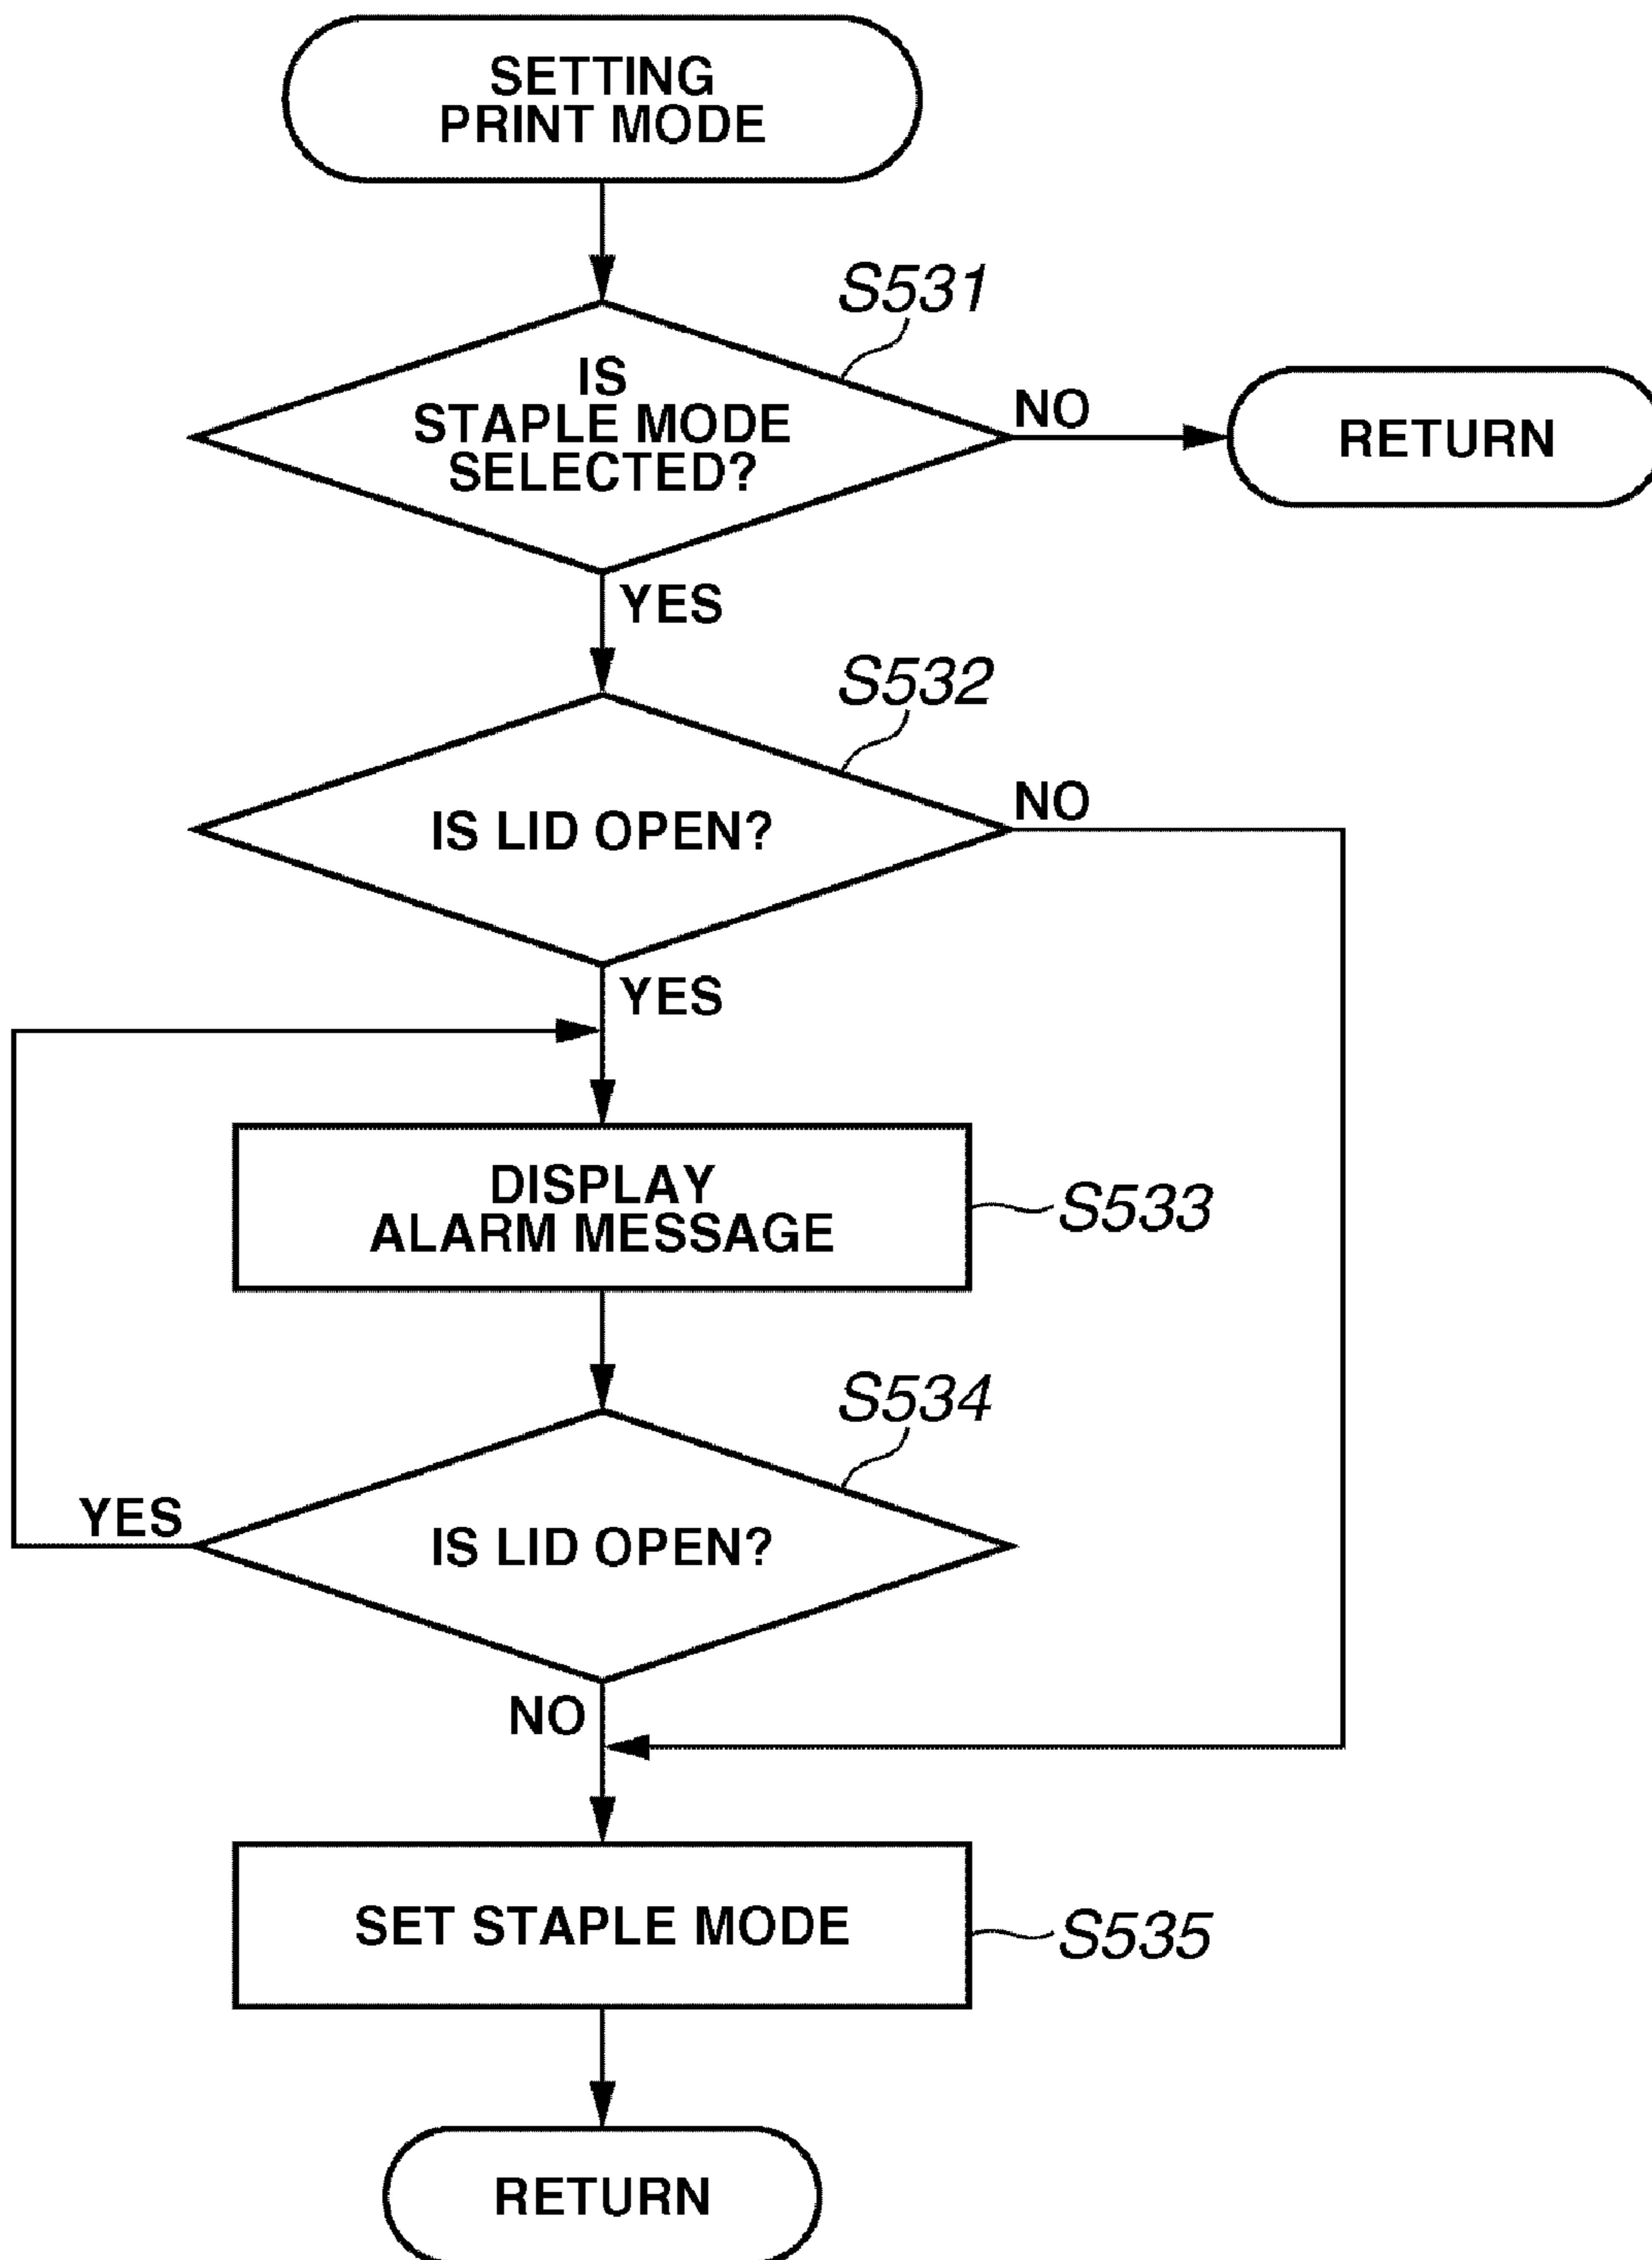 SETTING
PRINT MODE
S531
IS
STAPLE MODE
SELECTED?
NO
RETURN
YES
S532
IS LID OPEN?
NO
YES
DISPLAY
ALARM MESSAGE
S533
S534
YES
IS LID OPEN?
NO
SET STAPLE MODE
S535
RETURN